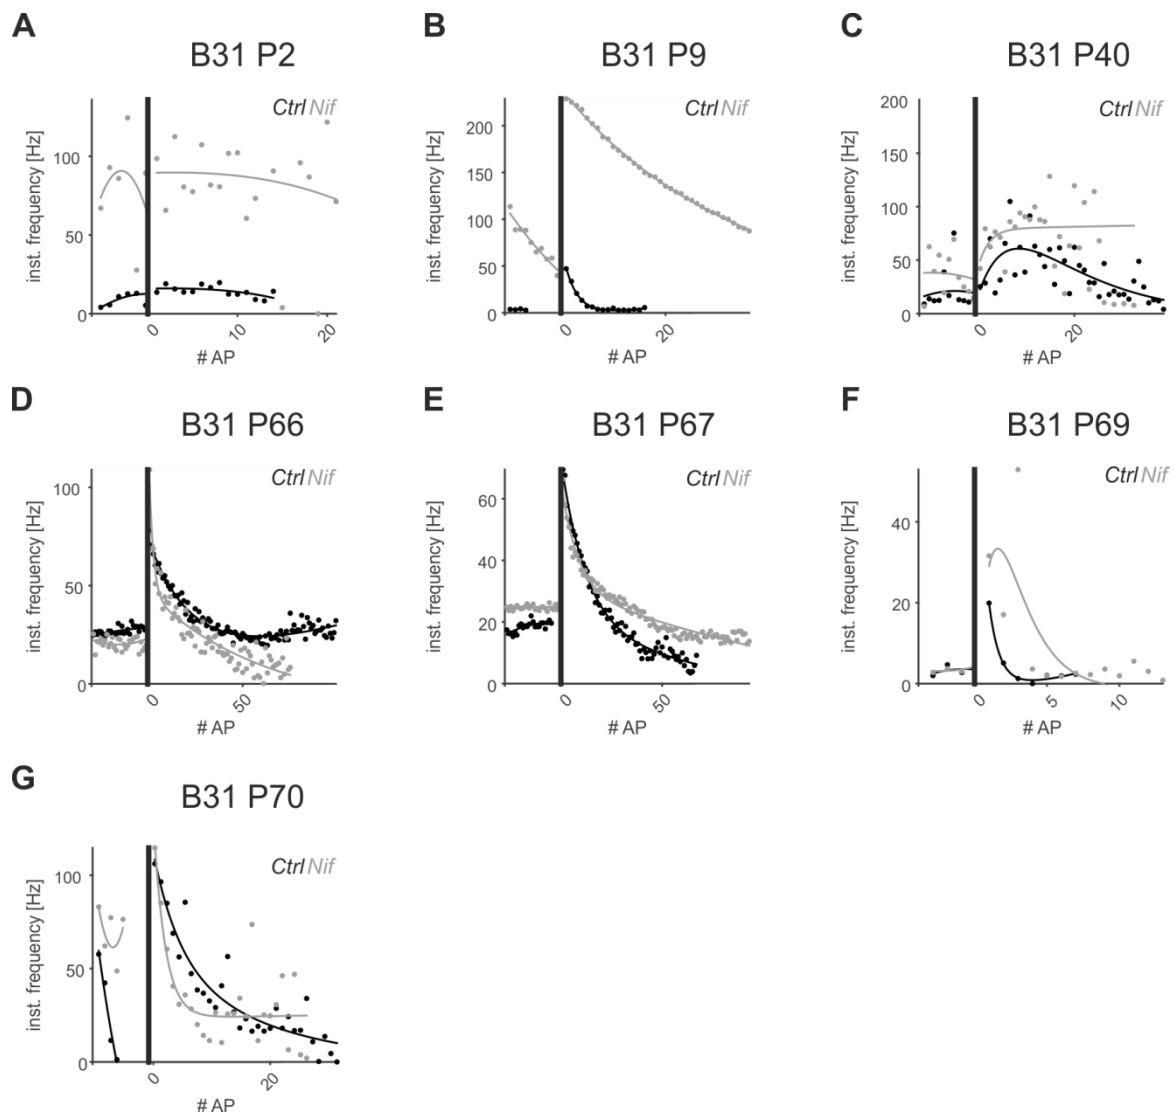 A
B31 P2
Ctrl Nif
inst. frequency [Hz]
100
50
0
0
10
20
# AP
B
B31 P9
Ctrl Nif
inst. frequency [Hz]
200
150
100
50
0
0
20
# AP
C
B31 P40
Ctrl Nif
inst. frequency [Hz]
200
150
100
50
0
0
20
# AP
D
B31 P66
Ctrl Nif
inst. frequency [Hz]
100
50
0
0
50
# AP
E
B31 P67
Ctrl Nif
inst. frequency [Hz]
60
40
20
0
0
50
# AP
F
B31 P69
Ctrl Nif
inst. frequency [Hz]
40
20
0
0
5
10
# AP
G
B31 P70
Ctrl Nif
inst. frequency [Hz]
100
50
0
0
20
# AP